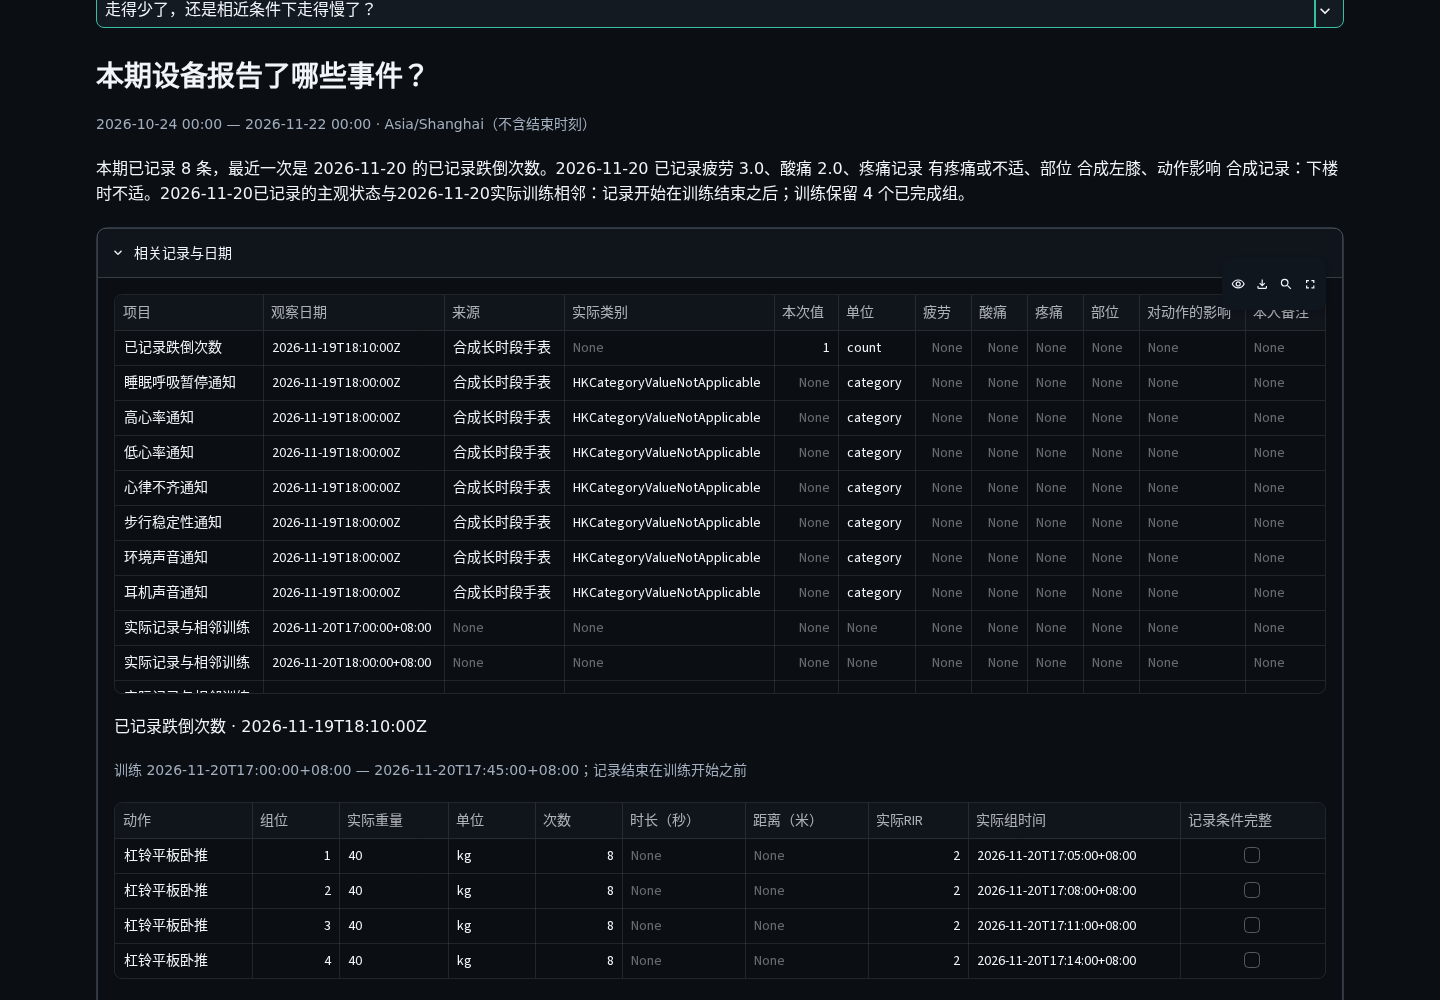 走得少了，还是相近条件下走得慢了？
本期设备报告了哪些事件？
2026-10-24 00:00 — 2026-11-22 00:00 · Asia/Shanghai（不含结束时刻）
本期已记录 8 条，最近一次是 2026-11-20 的已记录跌倒次数。2026-11-20 已记录疲劳 3.0、酸痛 2.0、疼痛记录 有疼痛或不适、部位 合成左膝、动作影响 合成记录：下楼
时不适。2026-11-20已记录的主观状态与2026-11-20实际训练相邻：记录开始在训练结束之后；训练保留 4 个已完成组。
相关记录与日期
项目 观察日期 来源 实际类别 本次值 单位 疲劳 酸痛 疼痛 部位 对动作的影响 本人备注
已记录跌倒次数 2026-11-19T18:10:00Z 合成长时段手表 None 1 count None None None None None None
睡眠呼吸暂停通知 2026-11-19T18:00:00Z 合成长时段手表 HKCategoryValueNotApplicable None category None None None None None None
高心率通知 2026-11-19T18:00:00Z 合成长时段手表 HKCategoryValueNotApplicable None category None None None None None None
低心率通知 2026-11-19T18:00:00Z 合成长时段手表 HKCategoryValueNotApplicable None category None None None None None None
心律不齐通知 2026-11-19T18:00:00Z 合成长时段手表 HKCategoryValueNotApplicable None category None None None None None None
步行稳定性通知 2026-11-19T18:00:00Z 合成长时段手表 HKCategoryValueNotApplicable None category None None None None None None
环境声音通知 2026-11-19T18:00:00Z 合成长时段手表 HKCategoryValueNotApplicable None category None None None None None None
耳机声音通知 2026-11-19T18:00:00Z 合成长时段手表 HKCategoryValueNotApplicable None category None None None None None None
实际记录与相邻训练 2026-11-20T17:00:00+08:00 None None None None None None None None None None
实际记录与相邻训练 2026-11-20T18:00:00+08:00 None None None None None None None None None None
实际记录与相邻训练
已记录跌倒次数 · 2026-11-19T18:10:00Z
训练 2026-11-20T17:00:00+08:00 — 2026-11-20T17:45:00+08:00；记录结束在训练开始之前
动作 组位 实际重量 单位 次数 时长（秒） 距离（米） 实际RIR 实际组时间 记录条件完整
杠铃平板卧推 1 40 kg 8 None None 2 2026-11-20T17:05:00+08:00
杠铃平板卧推 2 40 kg 8 None None 2 2026-11-20T17:08:00+08:00
杠铃平板卧推 3 40 kg 8 None None 2 2026-11-20T17:11:00+08:00
杠铃平板卧推 4 40 kg 8 None None 2 2026-11-20T17:14:00+08:00